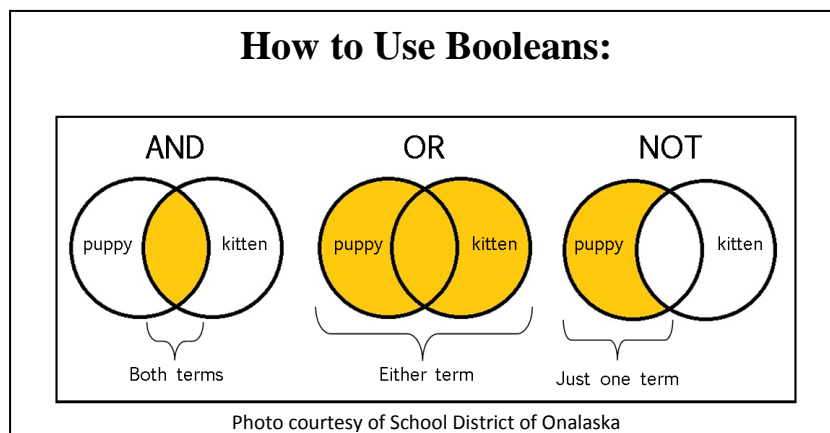 How to Use Booleans:
AND OR NOT
puppy kitten puppy kitten puppy kitten
Both terms Either term Just one term
Photo courtesy of School District of Onalaska